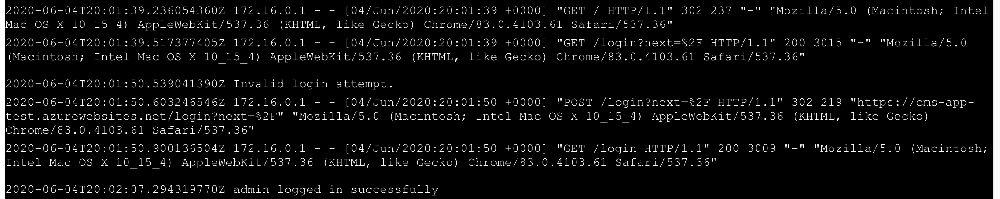 2020-06-04T20:01:39.236054360Z 172.16.0.1 - - [04/Jun/2020:20:01:39 +0000] "GET / HTTP/1.1" 302 237 "-" "Mozilla/5.0 (Macintosh; Intel
Mac OS X 10_15_4) AppleWebKit/537.36 (KHTML, like Gecko) Chrome/83.0.4103.61 Safari/537.36"
2020-06-04T20:01:39.517377405Z 172.16.0.1 - - [04/Jun/2020:20:01:39 +0000] "GET /login?next=%2F HTTP/1.1" 200 3015 "-" "Mozilla/5.0
(Macintosh; Intel Mac OS X 10_15_4) AppleWebKit/537.36 (KHTML, like Gecko) Chrome/83.0.4103.61 Safari/537.36"
2020-06-04T20:01:50.539041390Z Invalid login attempt.
2020-06-04T20:01:50.603246546Z 172.16.0.1 - - [04/Jun/2020:20:01:50 +0000] "POST /login?next=%2F HTTP/1.1" 302 219 "https://cms-app-
test.azurewebsites.net/login?next=%2F" "Mozilla/5.0 (Macintosh; Intel Mac OS X 10_15_4) AppleWebKit/537.36 (KHTML, like Gecko)
Chrome/83.0.4103.61 Safari/537.36"
2020-06-04T20:01:50.900136504Z 172.16.0.1 - - [04/Jun/2020:20:01:50 +0000] "GET /login HTTP/1.1" 200 3009 "-" "Mozilla/5.0 (Macintosh;
Intel Mac OS X 10_15_4) AppleWebKit/537.36 (KHTML, like Gecko) Chrome/83.0.4103.61 Safari/537.36"
2020-06-04T20:02:07.294319770Z admin logged in successfully